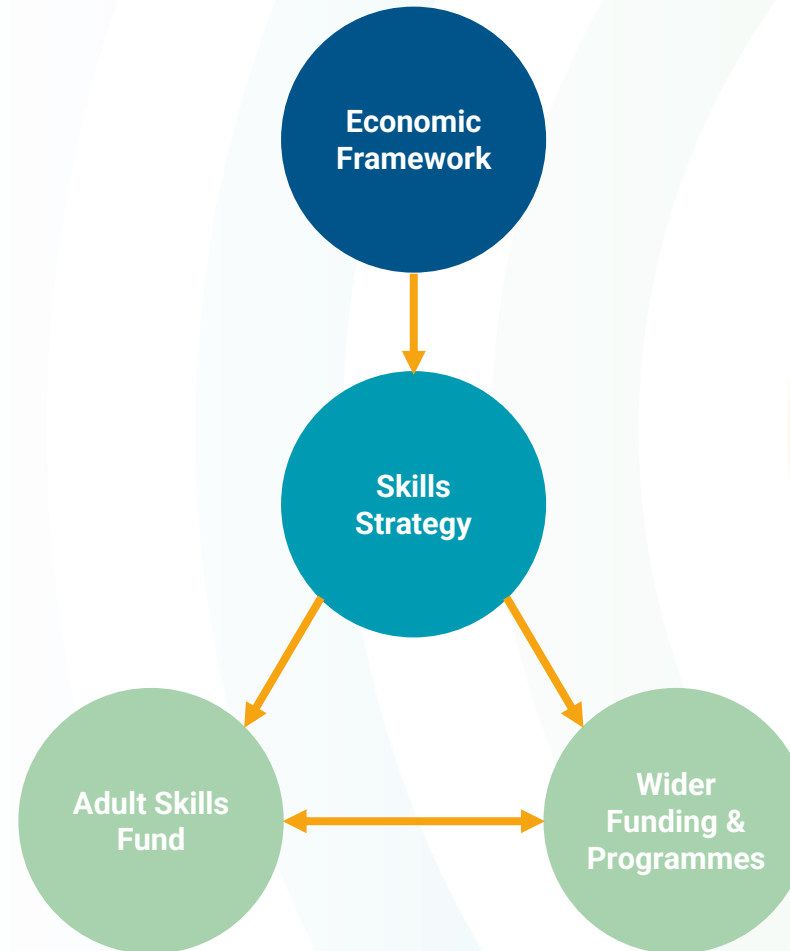 Economic
Framework
Skills
Strategy
Adult Skills
Fund
Wider
Funding &
Programmes